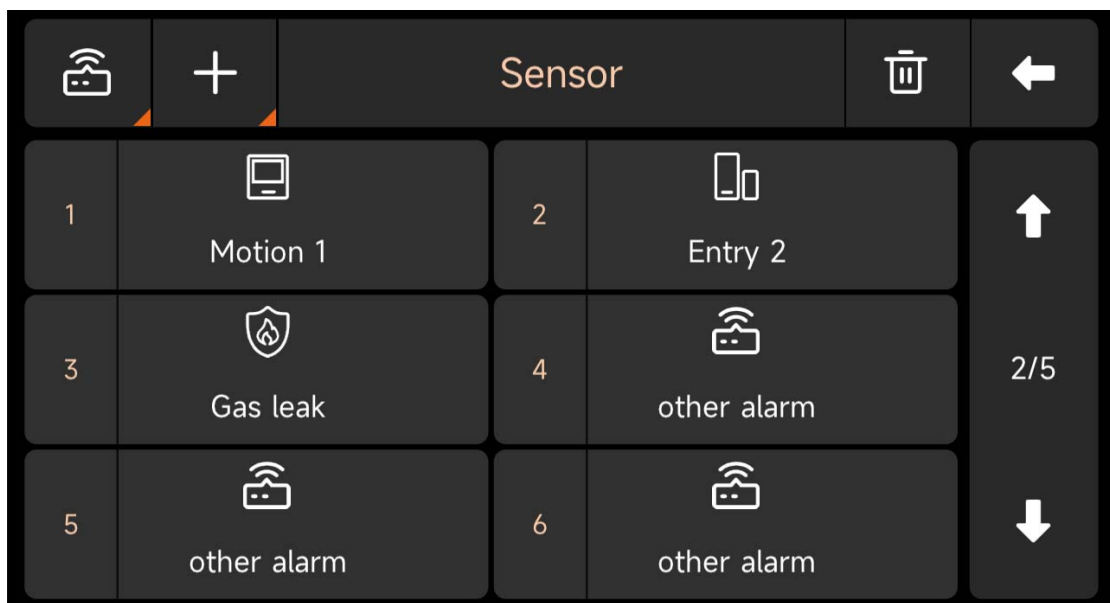 Sensor
1
Motion 1
2
Entry 2
3
Gas leak
4
other alarm
2/5
5
other alarm
6
other alarm